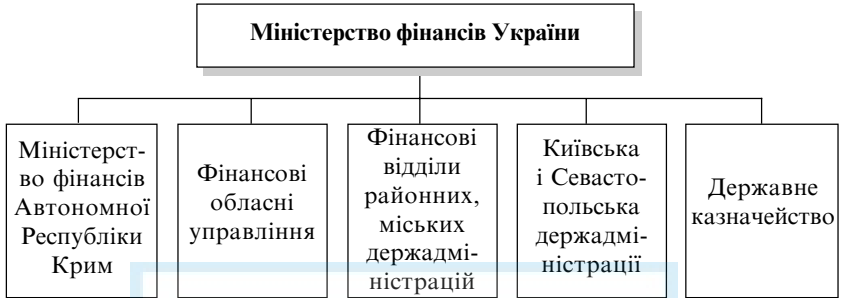 Міністерство фінансів України
Міністерст-
во фінансів
Автономної
Республіки
Крим
Фінансові
обласні
управління
Фінансові
відділи
районних,
міських
держадмі-
ністрацій
Київська
і Севасто-
польська
держадмі-
ністрації
Державне
казначейство